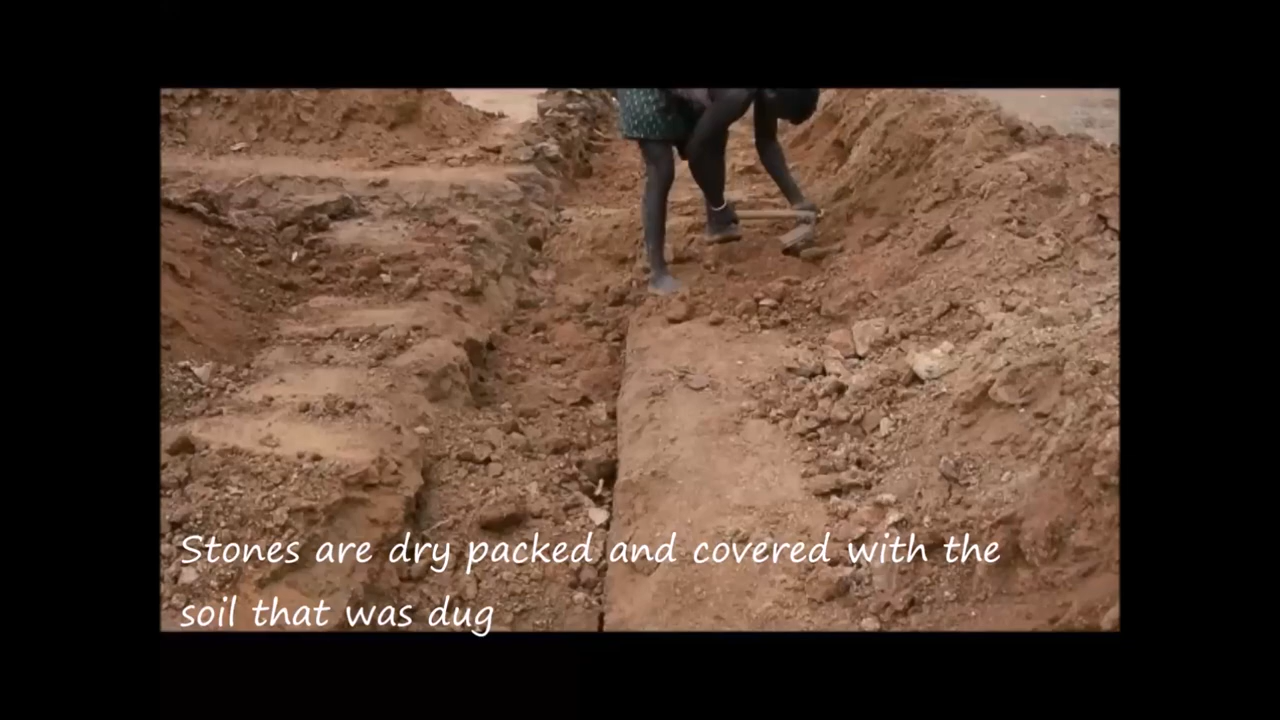 Stones are dry packed and covered with the
soil that was dug